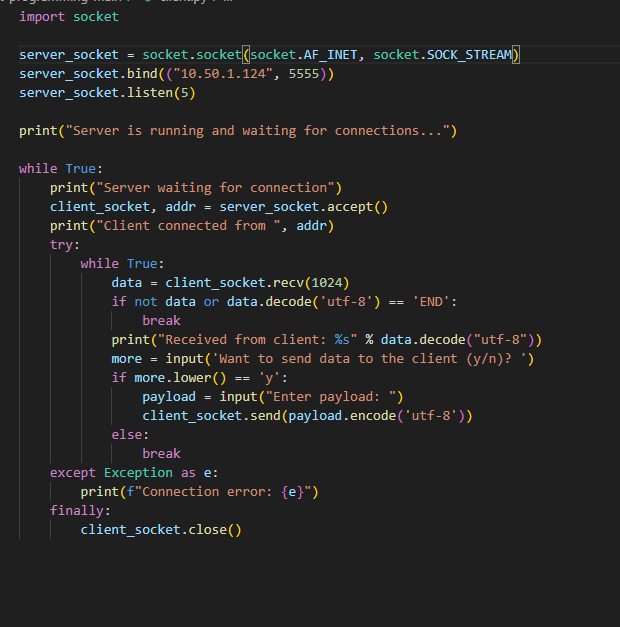 import socket
server_socket = socket.socket(socket.AF_INET, socket.SOCK_STREAM)
server_socket.bind(("10.50.1.124", 5555))
server_socket.listen(5)
print("Server is running and waiting for connections...")
while True:
    print("Server waiting for connection")
    client_socket, addr = server_socket.accept()
    print("Client connected from ", addr)
    try:
        while True:
            data = client_socket.recv(1024)
            if not data or data.decode('utf-8') == 'END':
                break
            print("Received from client: %s" % data.decode("utf-8"))
            more = input('Want to send data to the client (y/n)? ')
            if more.lower() == 'y':
                payload = input("Enter payload: ")
                client_socket.send(payload.encode('utf-8'))
            else:
                break
    except Exception as e:
        print(f"Connection error: {e}")
    finally:
        client_socket.close()